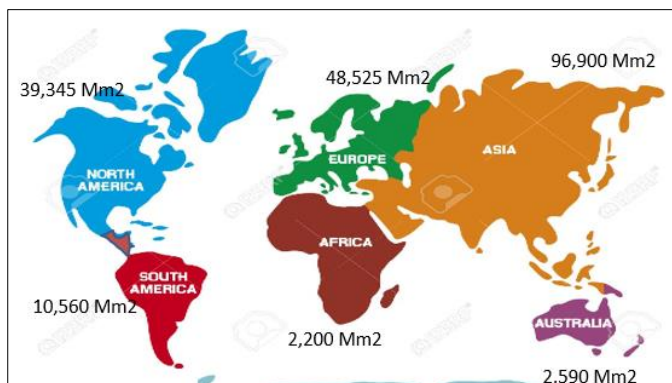 96,900 Mm2
48,525 Mm2
39,345 Mm2
NORTH
AMERICA
EUROPE
ASIA
AFRICA
SOUTH
AMERICA
10,560 Mm2
2,200 Mm2
AUSTRALIA
2.590 Mm2